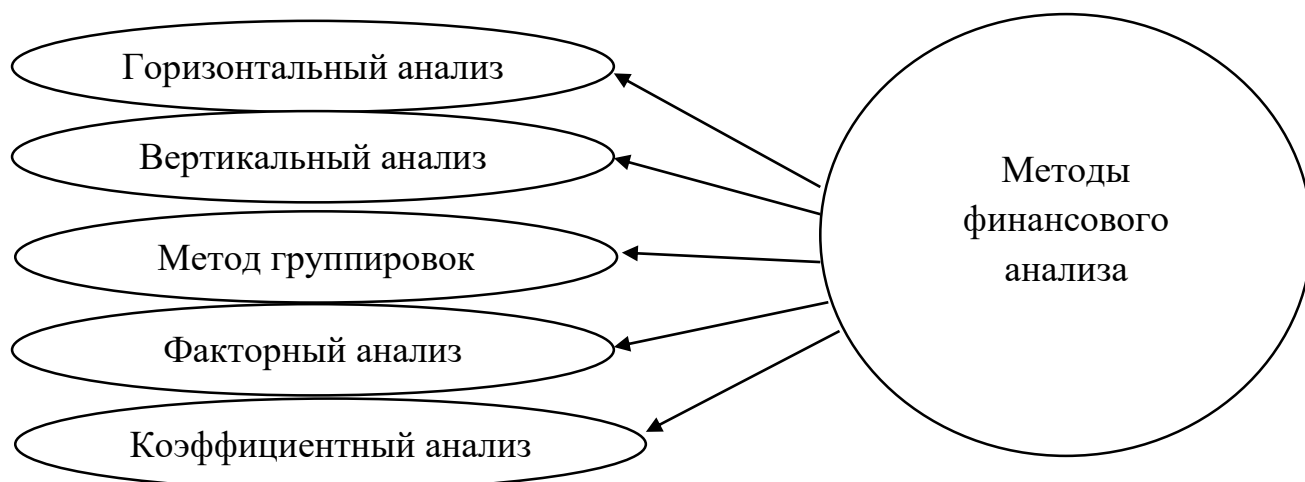 Горизонтальный анализ
Вертикальный анализ
Метод группировок
Факторный анализ
Коэффициентный анализ
Методы
финансового
анализа